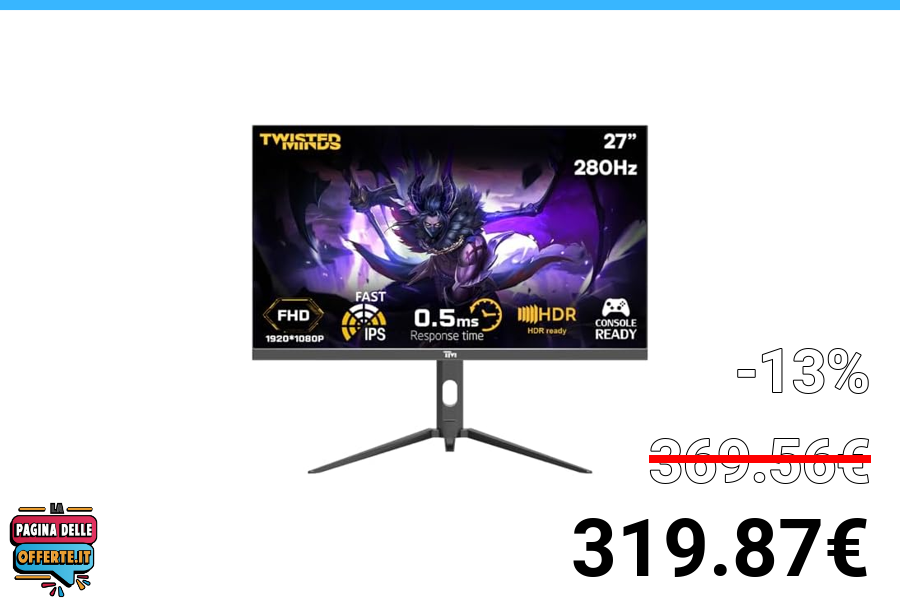 TWISTED
MINDS
27”
280Hz
FHD
1920*1080P
FAST
IPS
0.5ms
Response time
HDR
HDR ready
CONSOLE
READY
-13%
369.56€
319.87€
LA
PAGINA DELLE
OFFERTE.IT